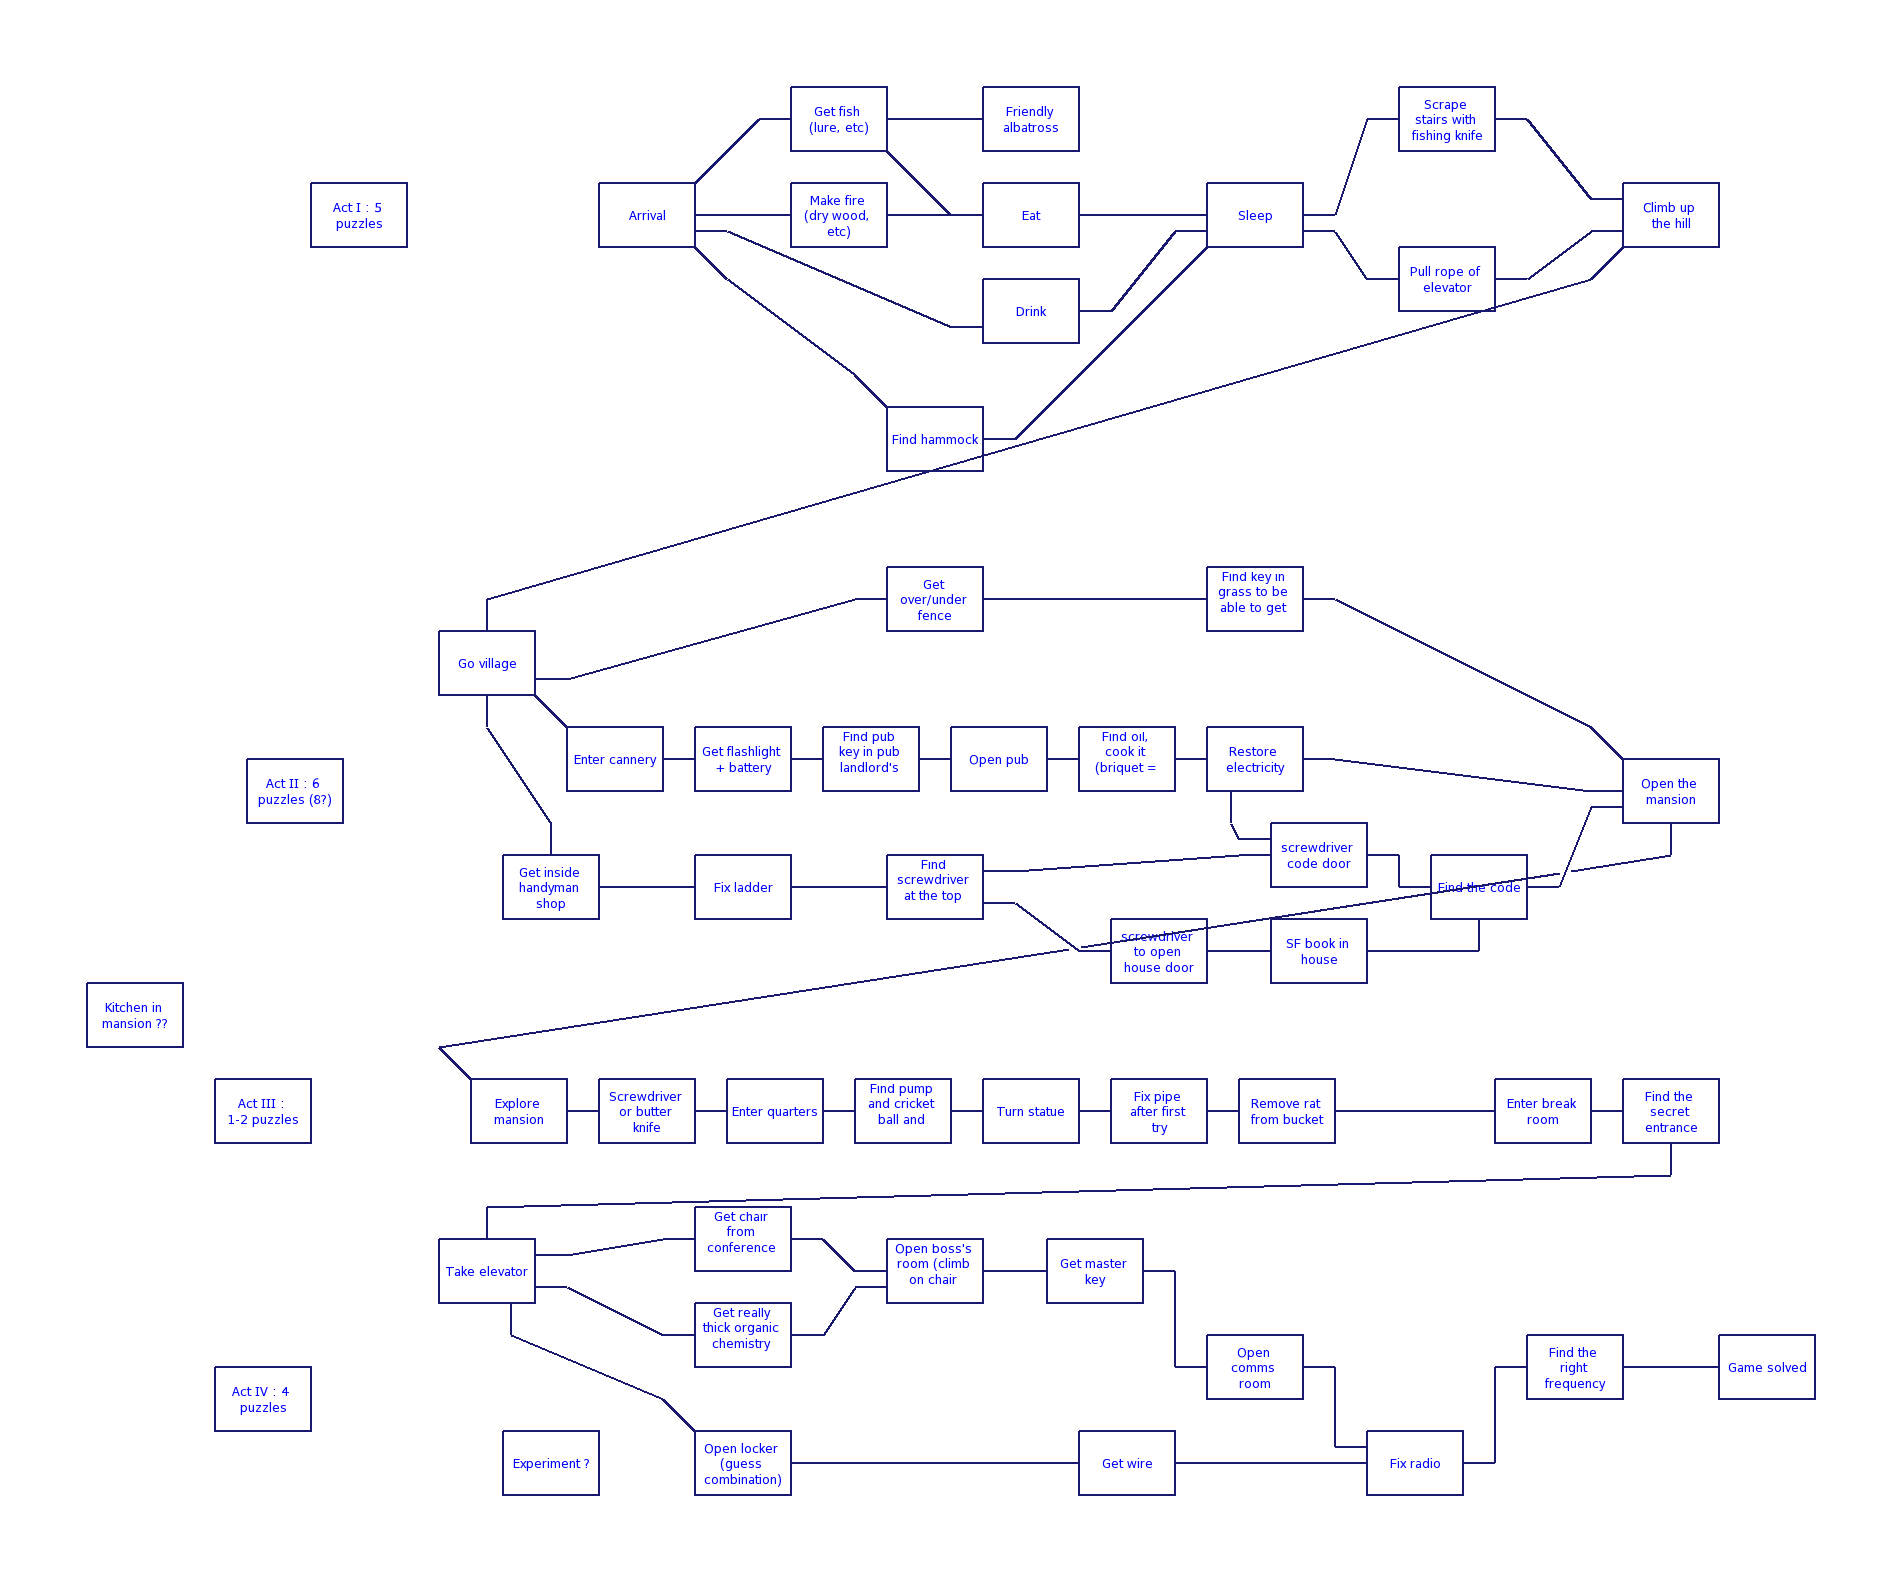 Get fish
(lure, etc)
Friendly
albatross
Scrape
stairs with
fishing knife
Act I : 5
puzzles
Arrival
Make fire
(dry wood,
etc)
Eat
Sleep
Climb up
the hill
Pull rope of
elevator
Drink
Find hammock
Get
over/under
fence
Find key in
grass to be
able to get
Go village
Act II : 6
puzzles (8?)
Enter cannery
Get flashlight
+ battery
Find pub
key in pub
landlord's
Open pub
Find oil,
cook it
(briquet =
Restore
electricity
Open the
mansion
screwdriver
code door
Get inside
handyman
shop
Fix ladder
Find
screwdriver
at the top
Find the code
screwdriver
to open
house door
SF book in
house
Kitchen in
mansion ??
Act III :
1-2 puzzles
Explore
mansion
Screwdriver
or butter
knife
Enter quarters
Find pump
and cricket
ball and
Turn statue
Fix pipe
after first
try
Remove rat
from bucket
Enter break
room
Find the
secret
entrance
Get chair
from
conference
Take elevator
Open boss's
room (climb
on chair
Get master
key
Get really
thick organic
chemistry
Open
comms
room
Find the
right
frequency
Game solved
Act IV : 4
puzzles
Experiment ?
Open locker
(guess
combination)
Get wire
Fix radio